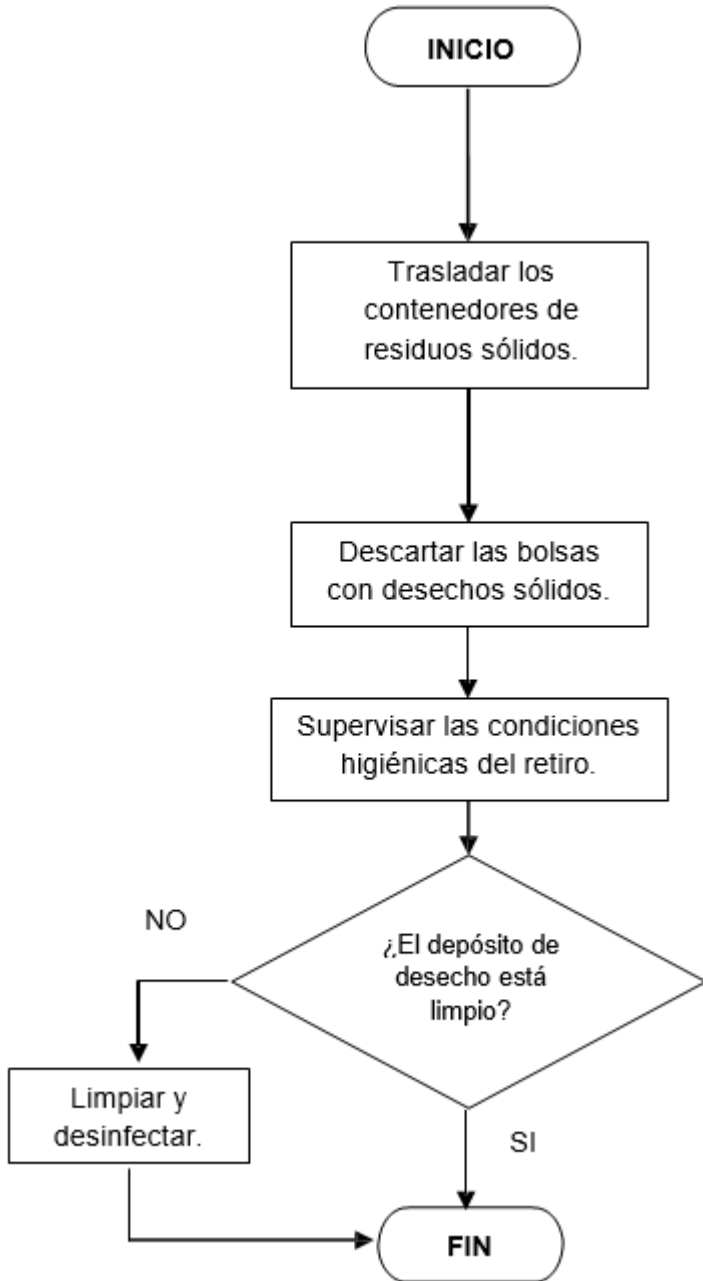 INICIO
Trasladar los
contenedores de
residuos sólidos.
Descartar las bolsas
con desechos sólidos.
Supervisar las condiciones
higiénicas del retiro.
NO
¿El depósito de
desecho está
limpio?
Limpiar y
desinfectar.
SI
FIN